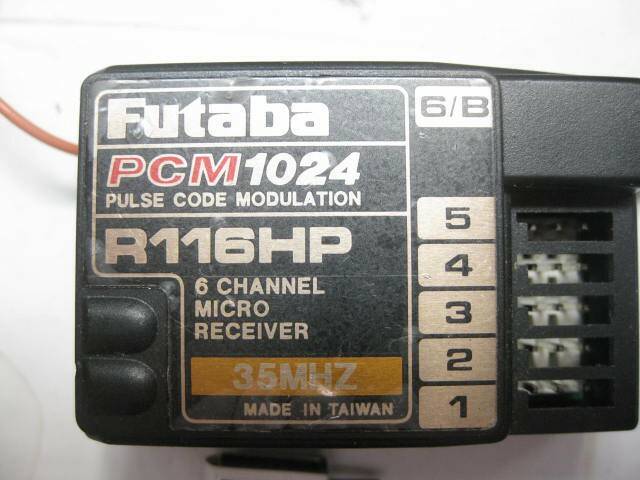 Futaba
6/B
PCM1024
PULSE CODE MODULATION
R116HP
6 CHANNEL
MICRO
RECEIVER
35MHZ
MADE IN TAIWAN
5
4
3
2
1